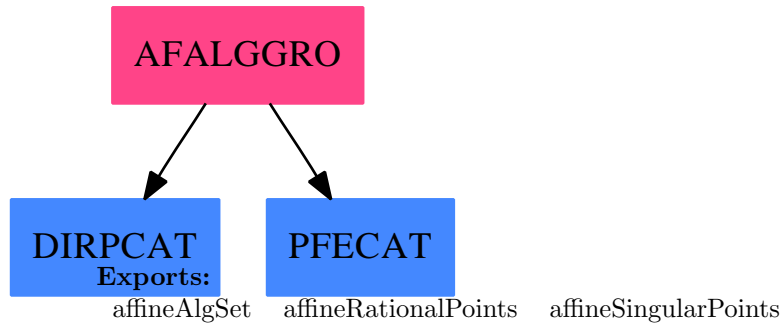 AFALGGRO
DIRPCAT PFECAT
Exports:
affineAlgSet affineRationalPoints affineSingularPoints